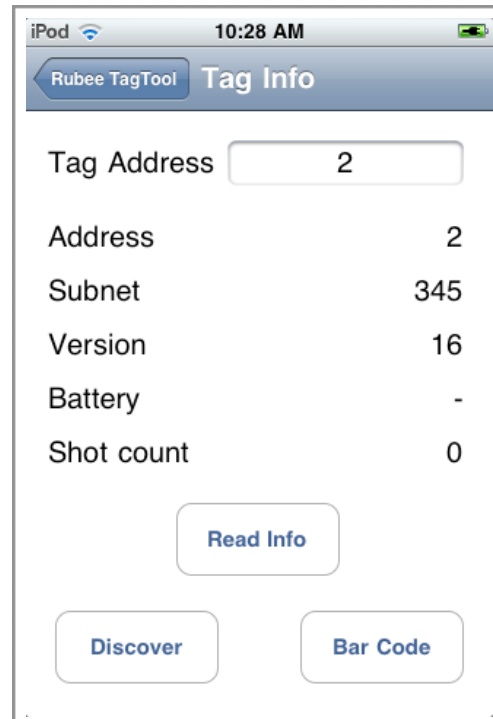 iPod 10:28 AM
Rubee TagTool Tag Info
Tag Address 2
Address 2
Subnet 345
Version 16
Battery -
Shot count 0
Read Info
Discover Bar Code